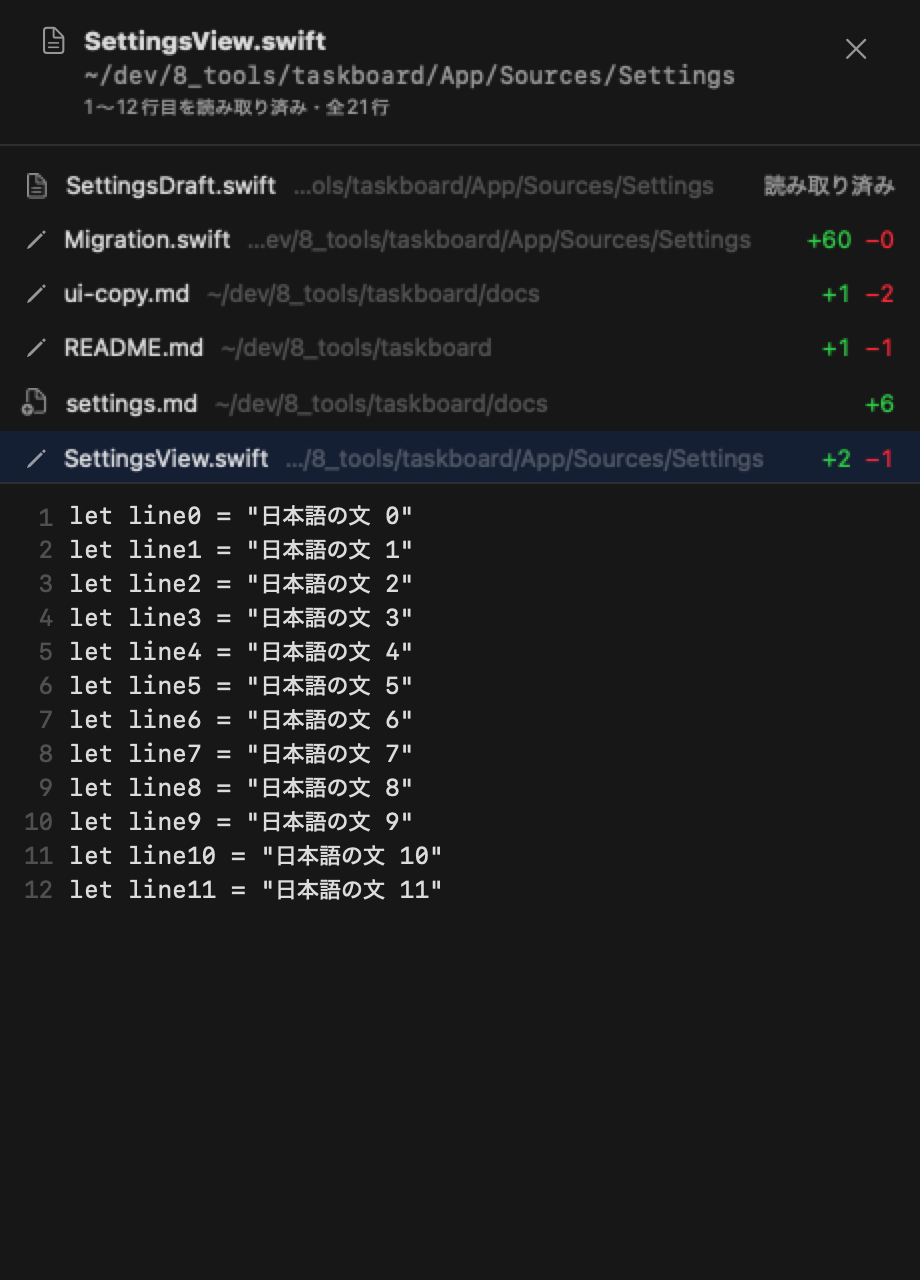 SettingsView.swift
~/dev/8_tools/taskboard/App/Sources/Settings
1〜12行目を読み取り済み・全21行
SettingsDraft.swift …ols/taskboard/App/Sources/Settings 読み取り済み
Migration.swift …ev/8_tools/taskboard/App/Sources/Settings +60 −0
ui-copy.md ~/dev/8_tools/taskboard/docs +1 −2
README.md ~/dev/8_tools/taskboard +1 −1
settings.md ~/dev/8_tools/taskboard/docs +6
SettingsView.swift …/8_tools/taskboard/App/Sources/Settings +2 −1
1 let line0 = "日本語の文 0"
2 let line1 = "日本語の文 1"
3 let line2 = "日本語の文 2"
4 let line3 = "日本語の文 3"
5 let line4 = "日本語の文 4"
6 let line5 = "日本語の文 5"
7 let line6 = "日本語の文 6"
8 let line7 = "日本語の文 7"
9 let line8 = "日本語の文 8"
10 let line9 = "日本語の文 9"
11 let line10 = "日本語の文 10"
12 let line11 = "日本語の文 11"